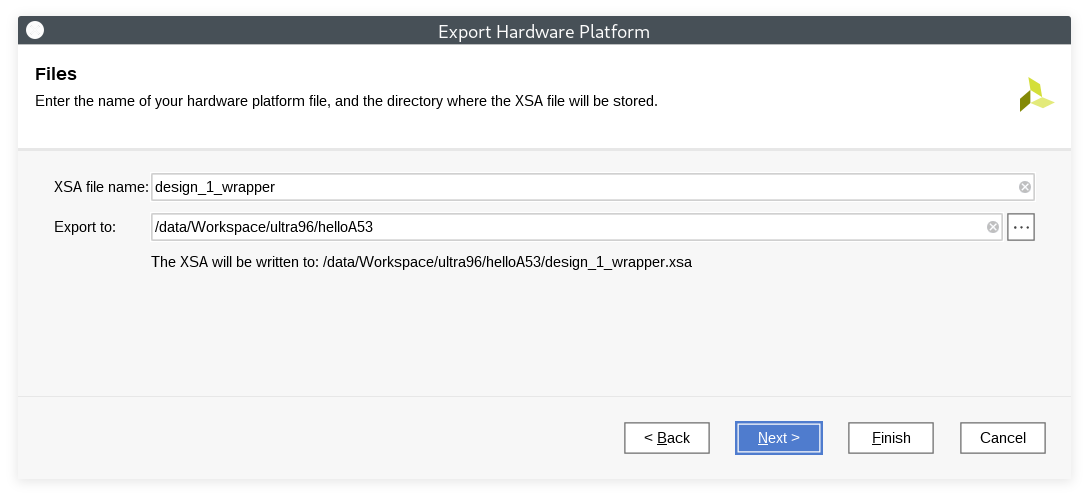 Export Hardware Platform
Files
Enter the name of your hardware platform file, and the directory where the XSA file will be stored.
XSA file name: design_1_wrapper
Export to: /data/Workspace/ultra96/helloA53 ...
The XSA will be written to: /data/Workspace/ultra96/helloA53/design_1_wrapper.xsa
< Back Next > Finish Cancel